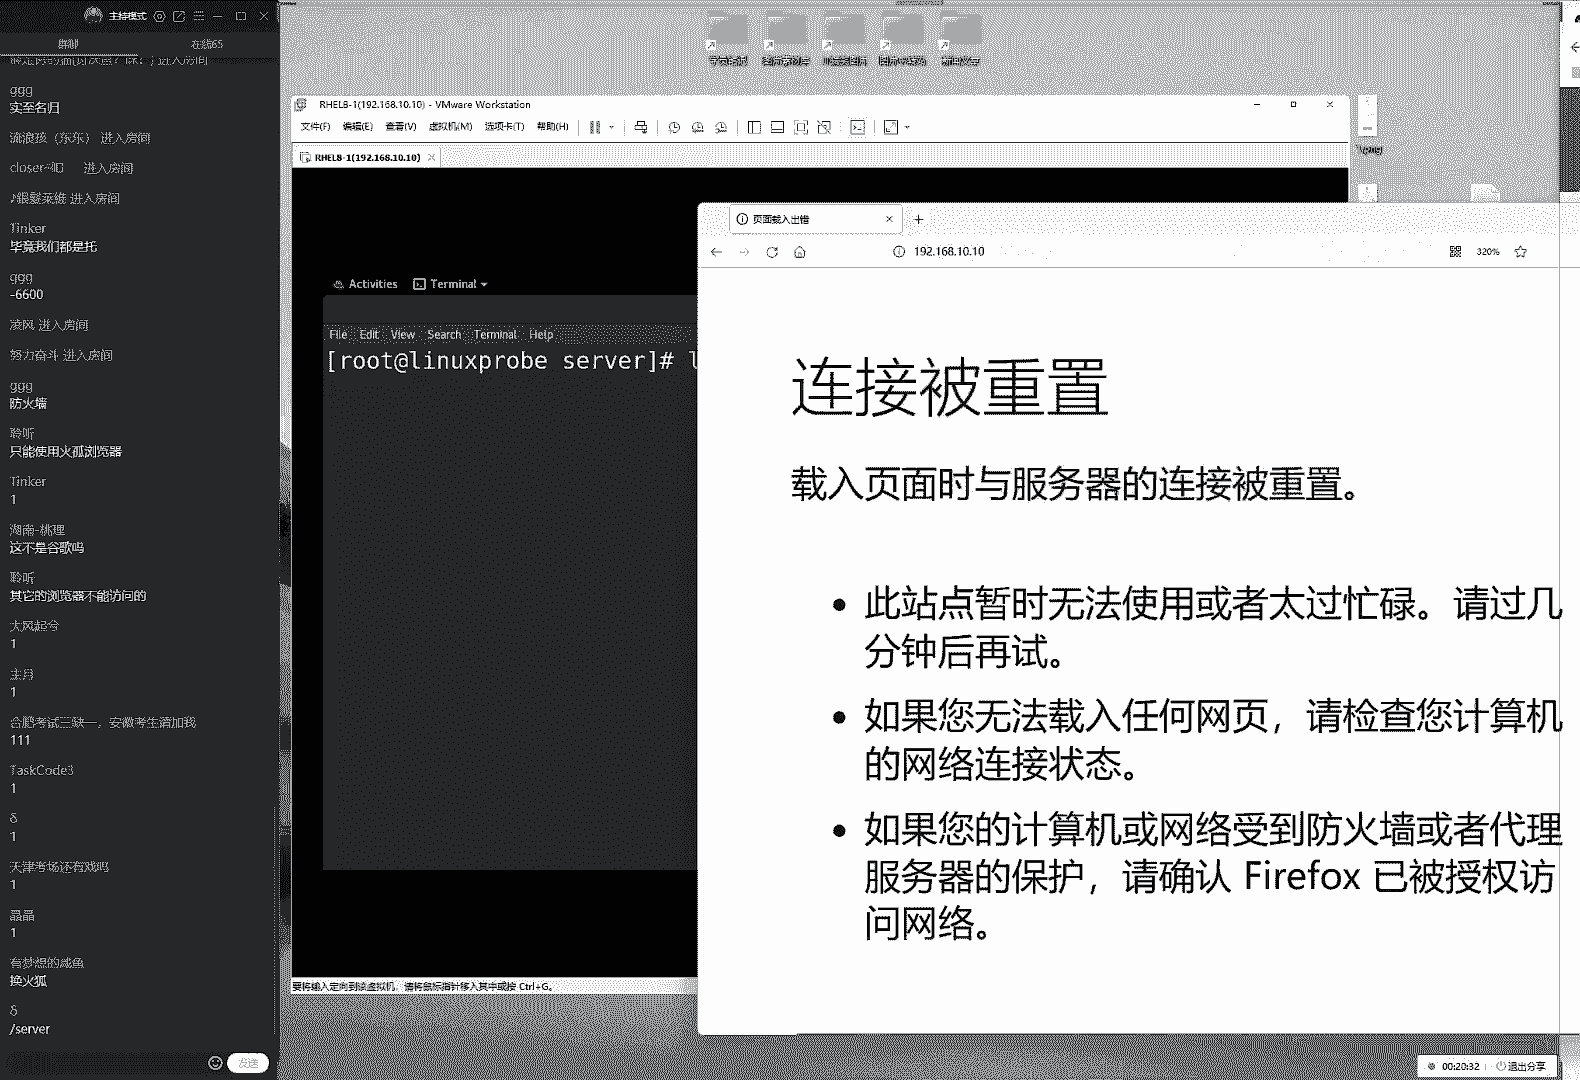 主持模式
群聊
在线65
ggg
实至名归
流浪孩（东东） 进入房间
进入房间
进入房间
Tinker
毕竟我们都是托
ggg
-6600
凌风 进入房间
努力奋斗 进入房间
ggg
防火墙
聆听
只能使用火孤浏览器
Tinker
1
湖南-桃理
这不是谷歌吗
聆听
其它的浏览器不能访问的
大风起兮
1
1
合肥考试三缺一，安徽考生请加我
111
TaskCode3
1
δ
1
天津考场还有戏吗
1
1
有梦想的咸鱼
换火狐
δ
/server
发送
RHEL8-1(192.168.10.10) - VMware Workstation
文件(F) 编辑(E) 查看(V) 虚拟机(M) 选项卡(T) 帮助(H)
RHEL8-1(192.168.10.10)
Activities Terminal
File Edit View Search Terminal Help
[root@linuxprobe server]# l
要将输入定向到该虚拟机，请将鼠标指针移入其中或按 Ctrl+G。
页面载入出错
192.168.10.10
320%
连接被重置
载入页面时与服务器的连接被重置。
此站点暂时无法使用或者太过忙碌。请过几
分钟后再试。
如果您无法载入任何网页，请检查您计算机
的网络连接状态。
如果您的计算机或网络受到防火墙或者代理
服务器的保护，请确认 Firefox 已被授权访
问网络。
00:20:32
退出分享